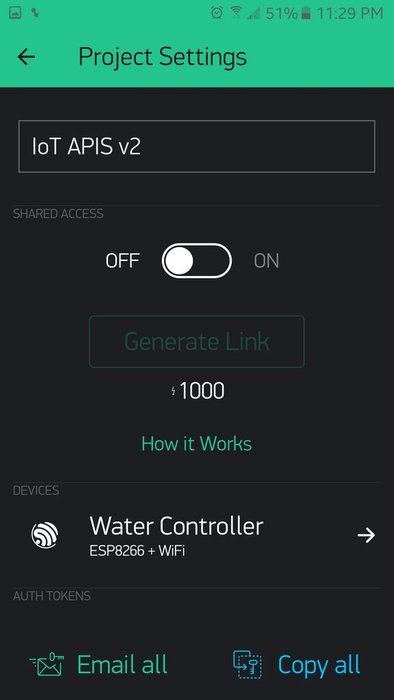 51% 11:29 PM
Project Settings
IoT APIS v2
SHARED ACCESS
OFF ON
Generate Link
1000
How it Works
DEVICES
Water Controller
ESP8266 + WiFi
AUTH TOKENS
Email all Copy all